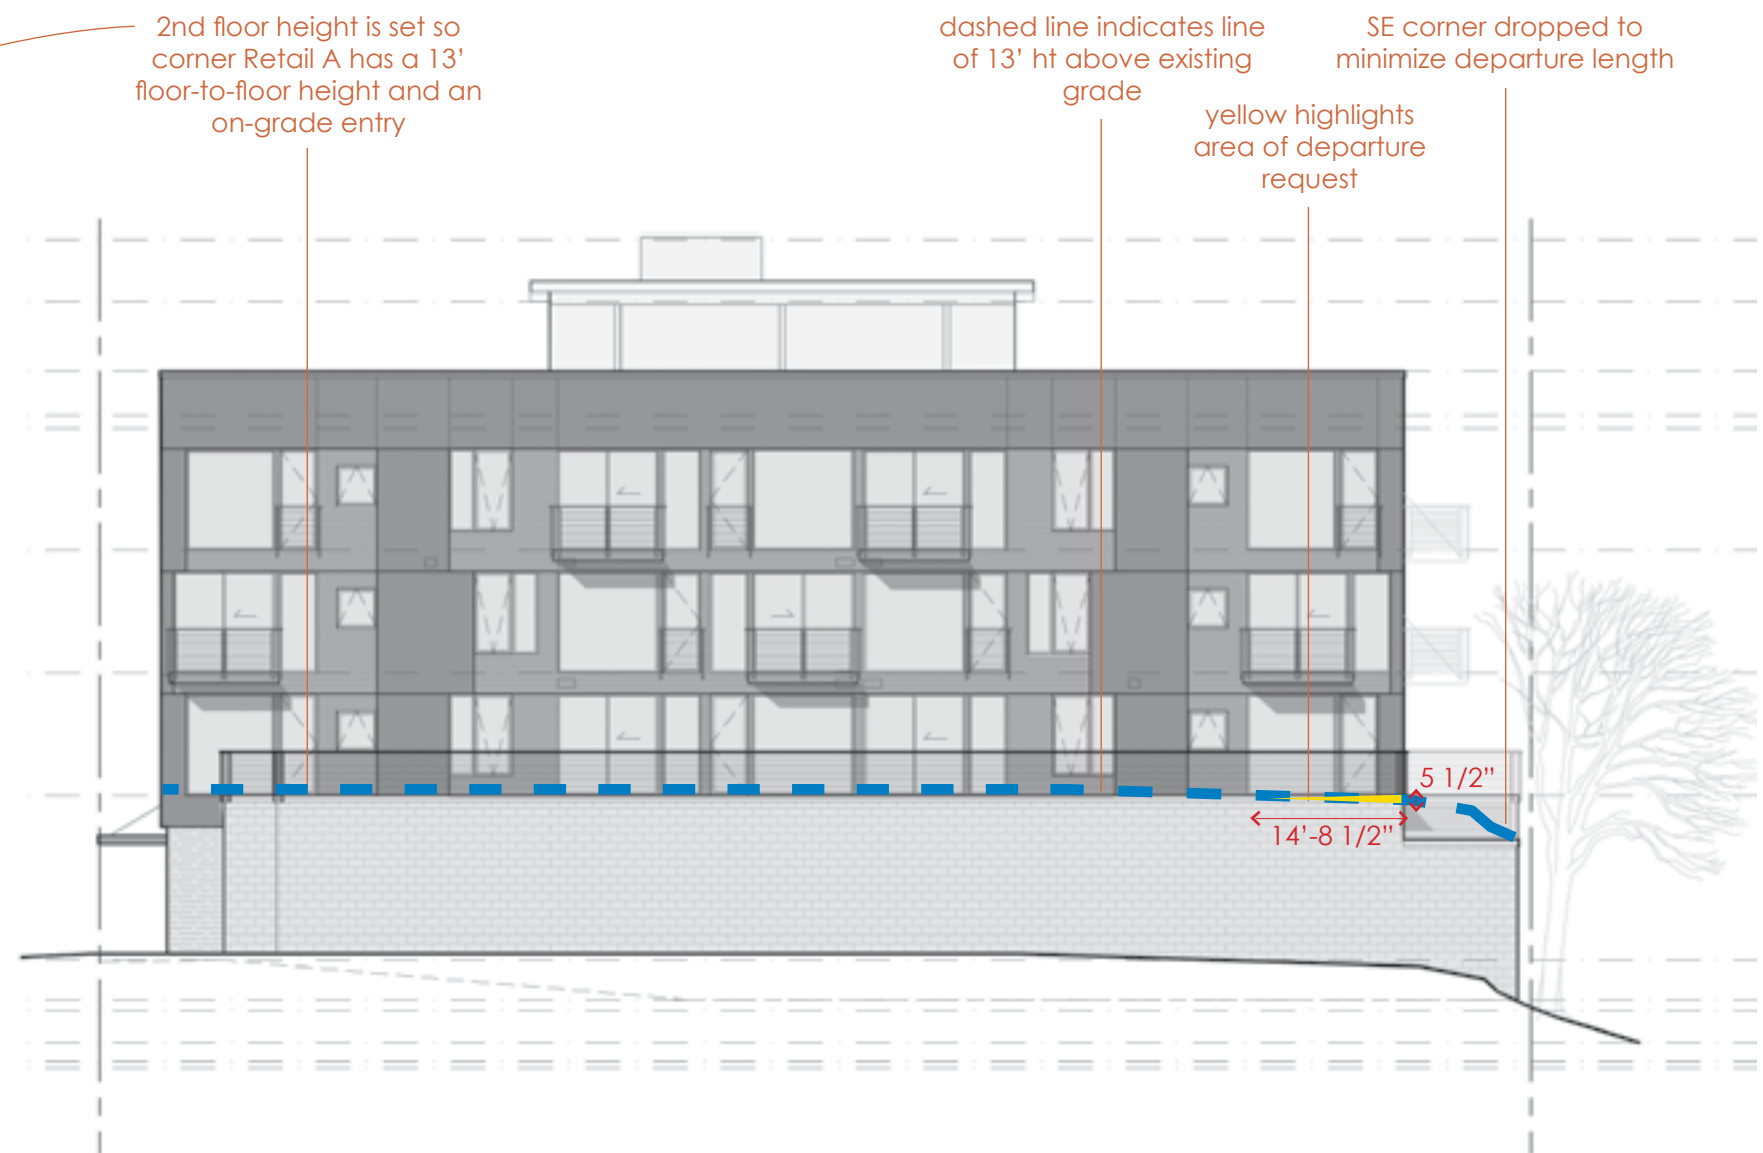 2nd floor height is set so
corner Retail A has a 13’
floor-to-floor height and an
on-grade entry
dashed line indicates line
of 13’ ht above existing
grade
SE corner dropped to
minimize departure length
yellow highlights
area of departure
request
5 1/2”
14’-8 1/2”